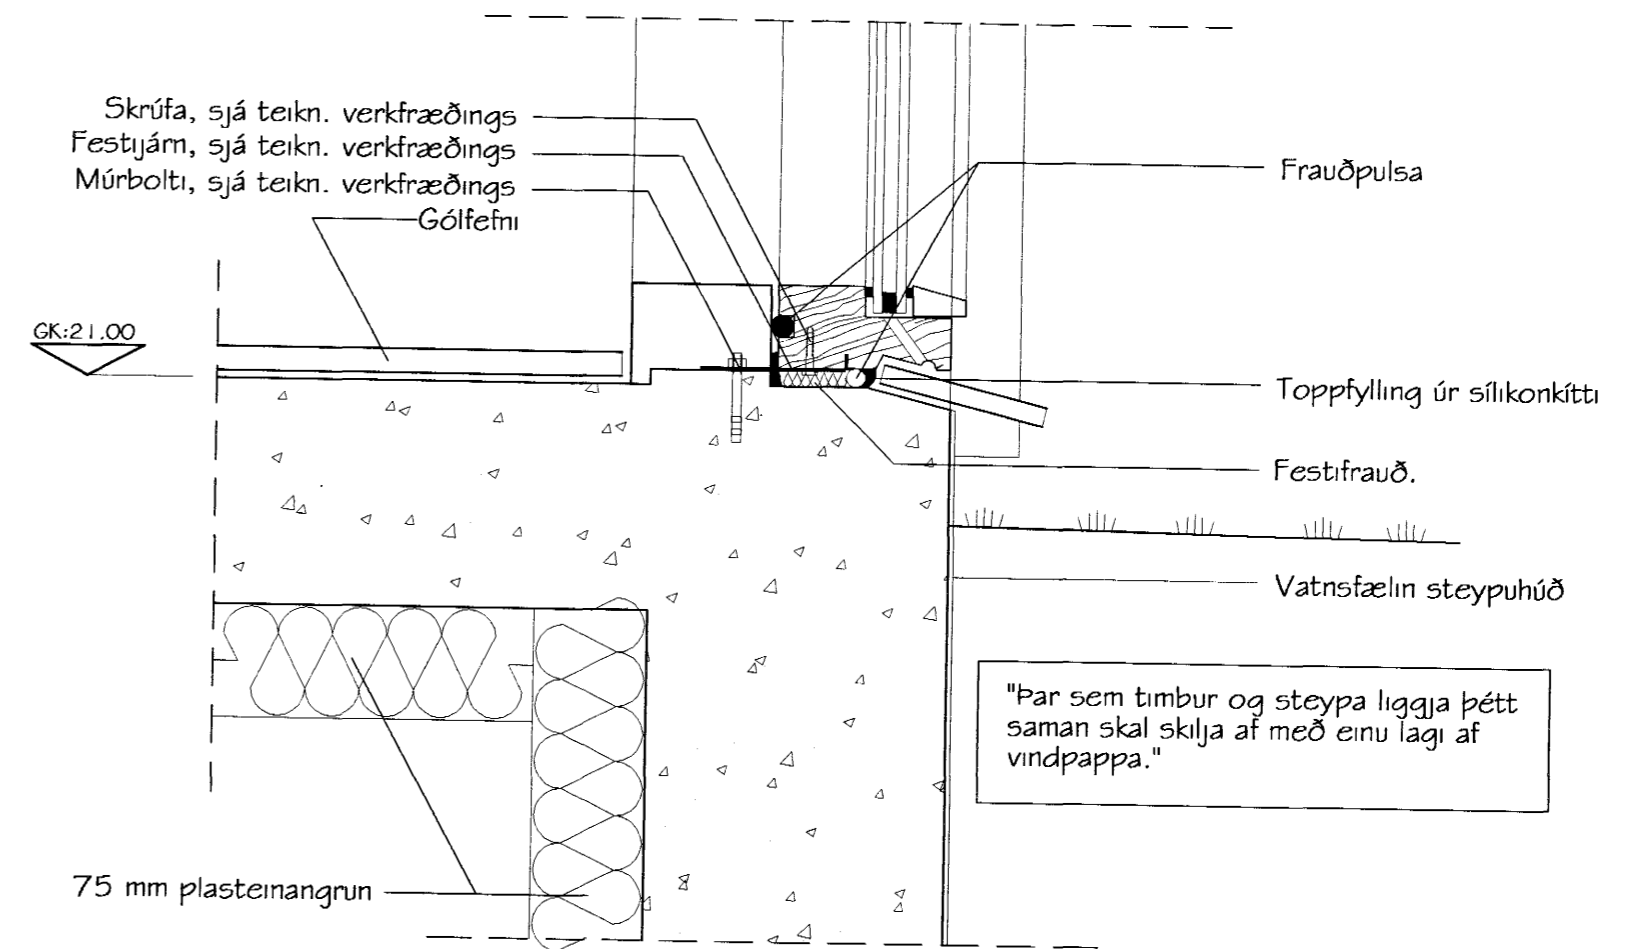 Skrúfa, sjá teikn. verkfræðings
Festijárn, sjá teikn. verkfræðings
Múrbolti, sjá teikn. verkfræðings
Gólfefni
GK:21.00
Frauðpulsa
Toppfylling úr sílikonkítti
Festifrauð.
Vatnsfælin steypuhúð
"Þar sem timbur og steypa liggja þétt
saman skal skilja af með einu lagi af
vindpappa."
75 mm plasteinangrun